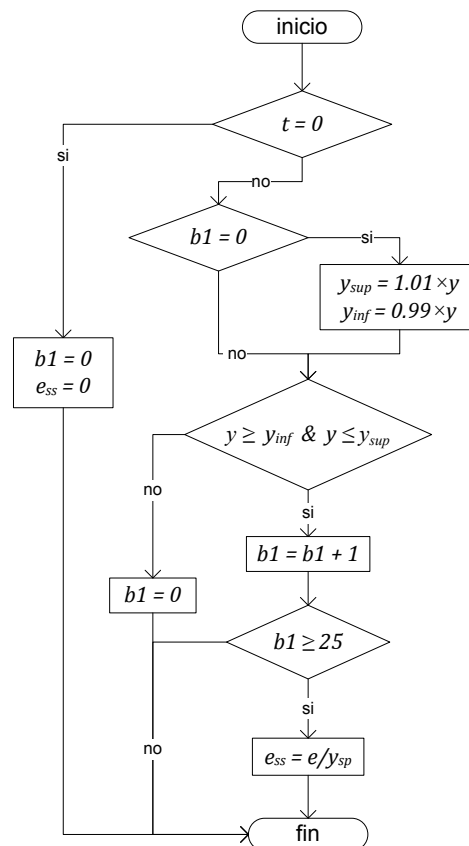 inicio
t = 0
si
no
b1 = 0
si
y_sup = 1.01×y
y_inf = 0.99×y
no
b1 = 0
e_ss = 0
y ≥ y_inf & y ≤ y_sup
no
si
b1 = b1 + 1
b1 = 0
b1 ≥ 25
si
no
e_ss = e/y_sp
fin